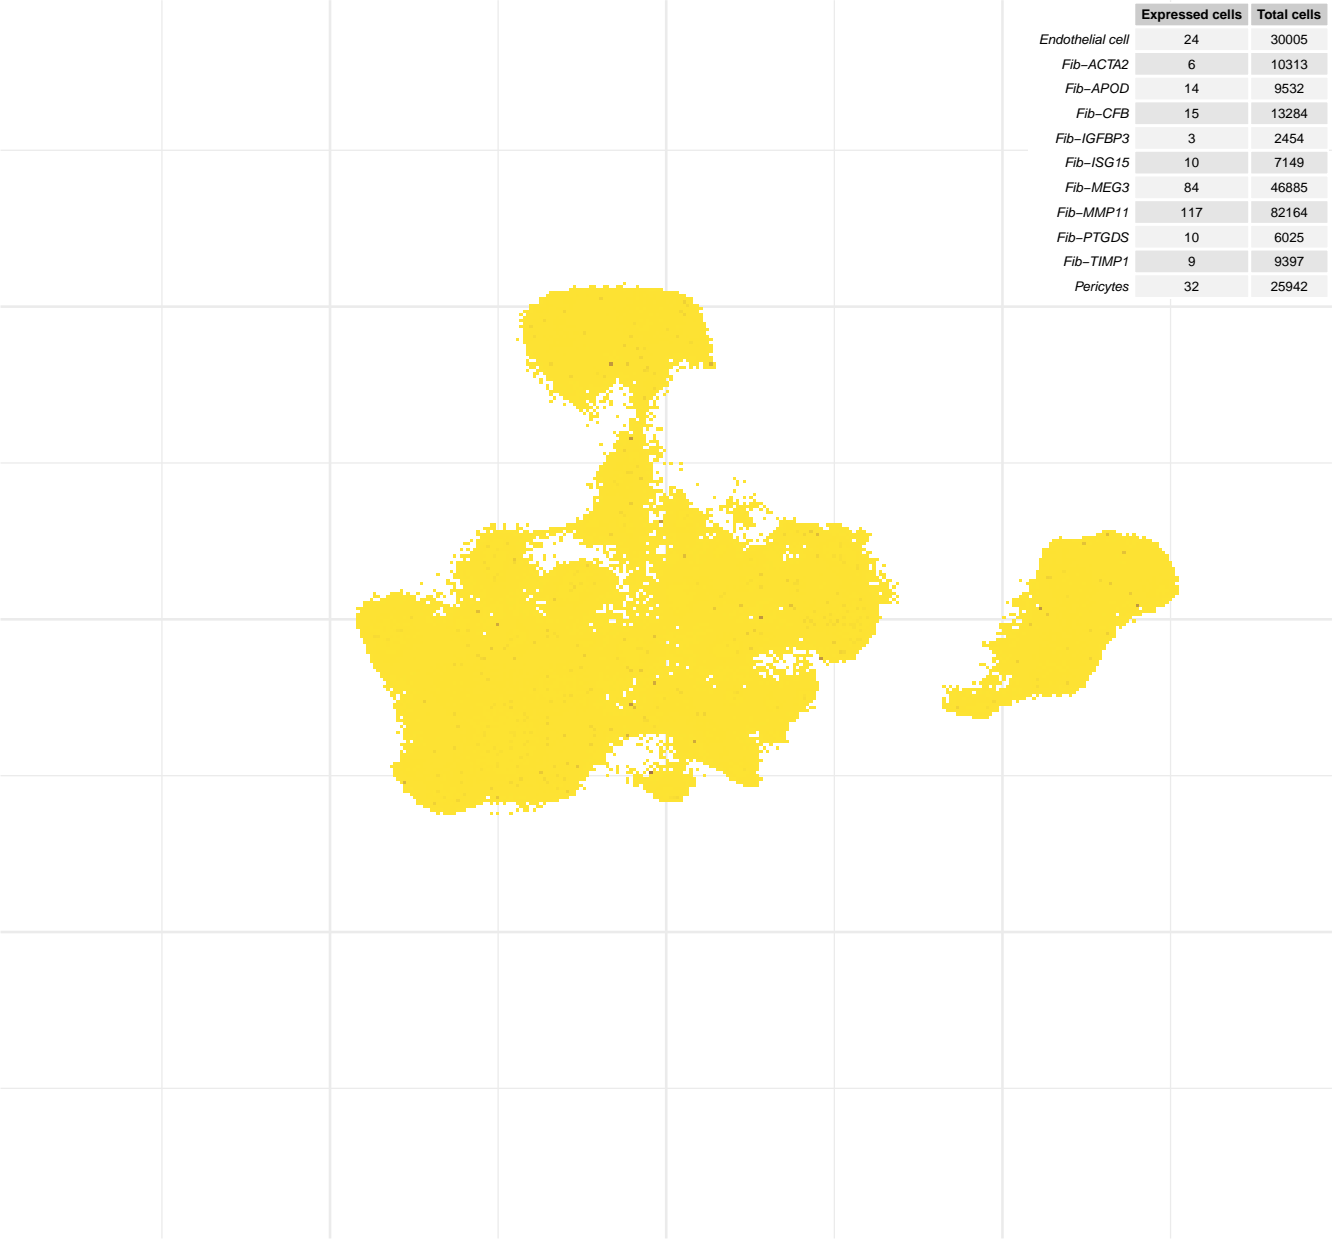 Expressed cells Total cells
Endothelial cell 24 30005
Fib−ACTA2 6 10313
Fib−APOD 14 9532
Fib−CFB 15 13284
Fib−IGFBP3 3 2454
Fib−ISG15 10 7149
Fib−MEG3 84 46885
Fib−MMP11 117 82164
Fib−PTGDS 10 6025
Fib−TIMP1 9 9397
Pericytes 32 25942